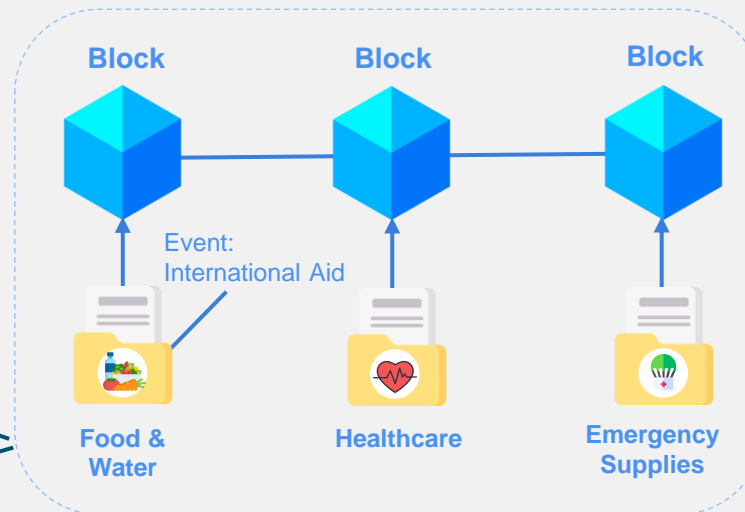 Block
Block
Block
Event:
International Aid
Food &
Water
Healthcare
Emergency
Supplies